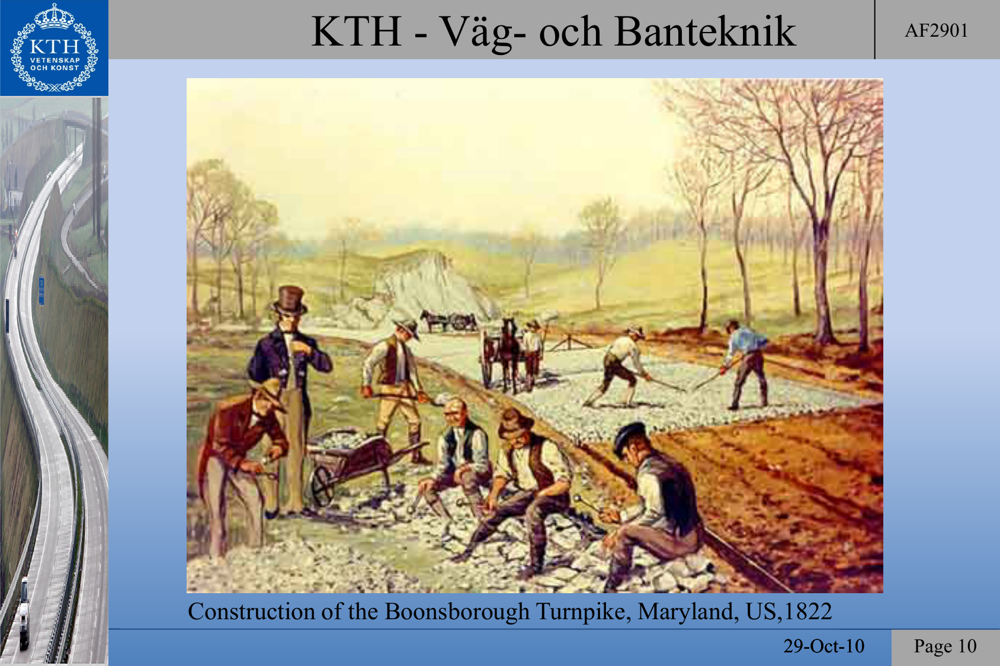 KTH
VETENSKAP
OCH KONST
KTH - Väg- och Banteknik
AF2901
Construction of the Boonsborough Turnpike, Maryland, US,1822
29-Oct-10
Page 10